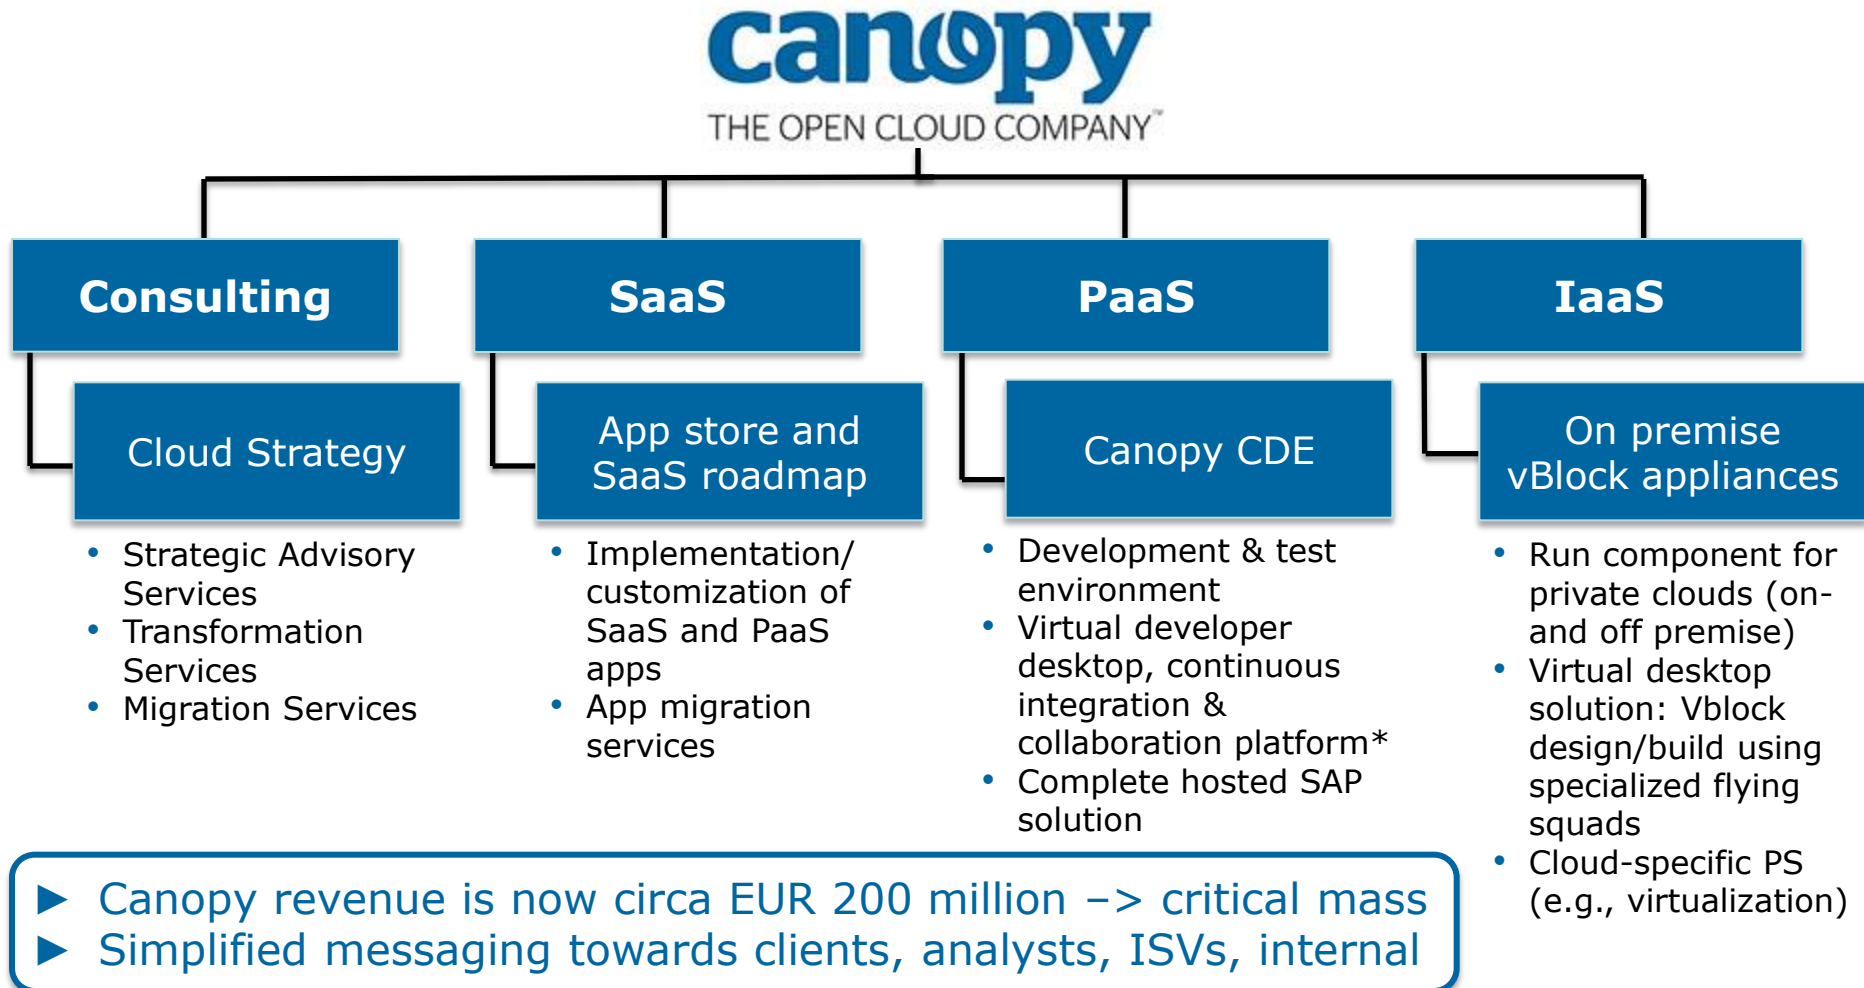 canopy
THE OPEN CLOUD COMPANY™
Consulting
SaaS
PaaS
IaaS
Cloud Strategy
App store and
SaaS roadmap
Canopy CDE
On premise
vBlock appliances
• Strategic Advisory
Services
• Transformation
Services
• Migration Services
• Implementation/
customization of
SaaS and PaaS
apps
• App migration
services
• Development & test
environment
• Virtual developer
desktop, continuous
integration &
collaboration platform*
• Complete hosted SAP
solution
• Run component for
private clouds (on-
and off premise)
• Virtual desktop
solution: Vblock
design/build using
specialized flying
squads
• Cloud-specific PS
(e.g., virtualization)
► Canopy revenue is now circa EUR 200 million –> critical mass
► Simplified messaging towards clients, analysts, ISVs, internal